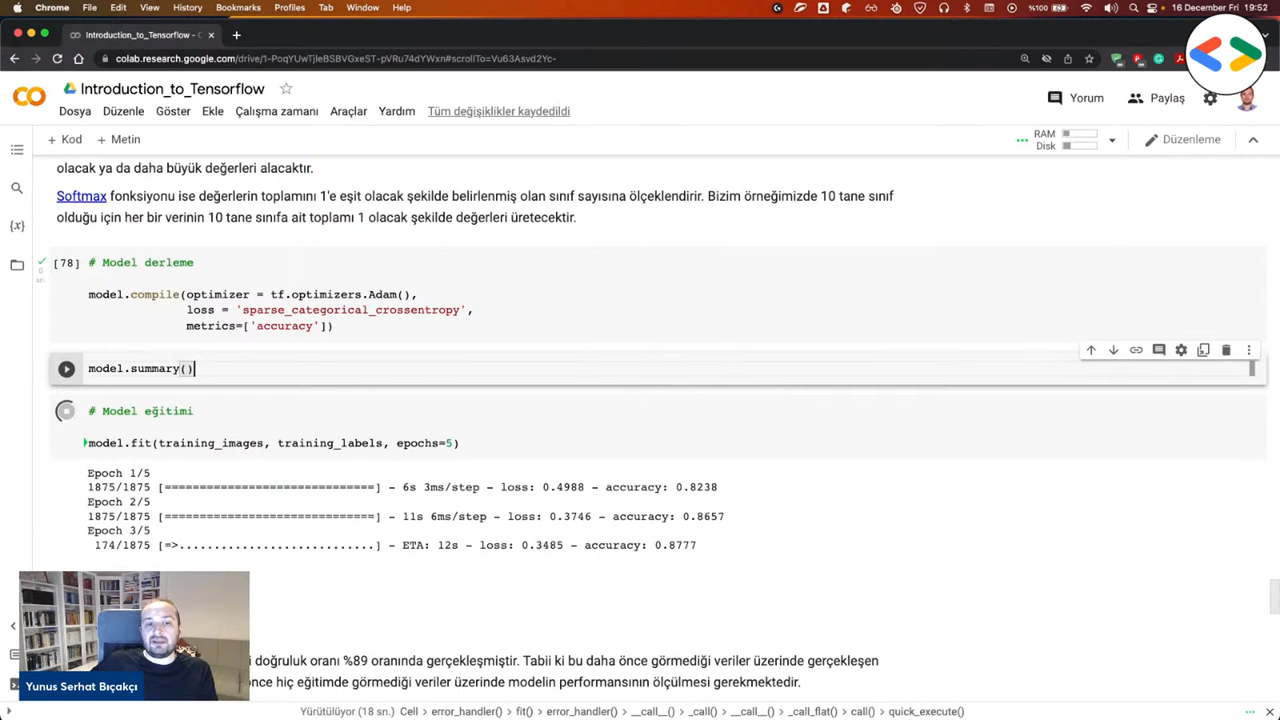 Chrome File Edit View History Bookmarks Profiles Tab Window Help %100 16 December Fri 19:52
Introduction_to_Tensorflow - C
colab.research.google.com/drive/1-PoqYUwTjleBSBVGxeST-pVRu74dYWxn#scrollTo=Vu63Asvd2Yc-
Introduction_to_Tensorflow
Yorum Paylaş
Dosya Düzenle Göster Ekle Çalışma zamanı Araçlar Yardım Tüm değişiklikler kaydedildi
+ Kod + Metin RAM Disk Düzenleme
olacak ya da daha büyük değerleri alacaktır.
Softmax fonksiyonu ise değerlerin toplamını 1'e eşit olacak şekilde belirlenmiş olan sınıf sayısına ölçeklendirir. Bizim örneğimizde 10 tane sınıf
olduğu için her bir verinin 10 tane sınıfa ait toplamı 1 olacak şekilde değerleri üretecektir.
[78] # Model derleme
0
sn.
model.compile(optimizer = tf.optimizers.Adam(),
loss = 'sparse_categorical_crossentropy',
metrics=['accuracy'])
model.summary()
# Model eğitimi
model.fit(training_images, training_labels, epochs=5)
Epoch 1/5
1875/1875 [==============================] - 6s 3ms/step - loss: 0.4988 - accuracy: 0.8238
Epoch 2/5
1875/1875 [==============================] - 11s 6ms/step - loss: 0.3746 - accuracy: 0.8657
Epoch 3/5
174/1875 [=>............................] - ETA: 12s - loss: 0.3485 - accuracy: 0.8777
doğruluk oranı %89 oranında gerçekleşmiştir. Tabii ki bu daha önce görmediği veriler üzerinde gerçekleşen
önce hiç eğitimde görmediği veriler üzerinde modelin performansının ölçülmesi gerekmektedir.
Yunus Serhat Bıçakçı
Yürütülüyor (18 sn.) Cell > error_handler() > fit() > error_handler() > __call__() > _call() > __call__() > _call_flat() > call() > quick_execute()